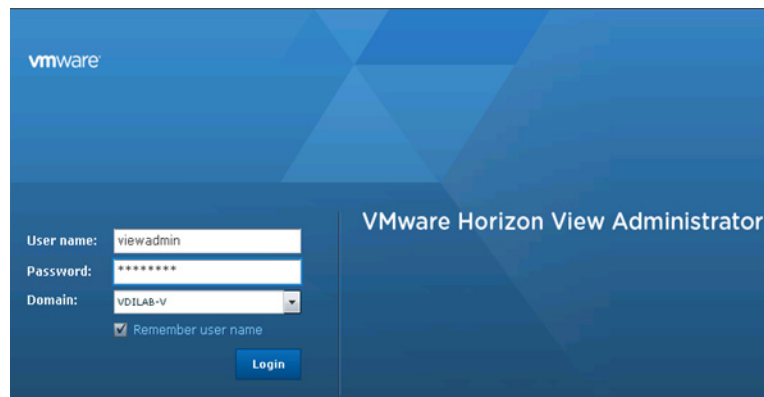 vmware
VMware Horizon View Administrator
User name: viewadmin
Password: ********
Domain: VDILAB-V
Remember user name
Login